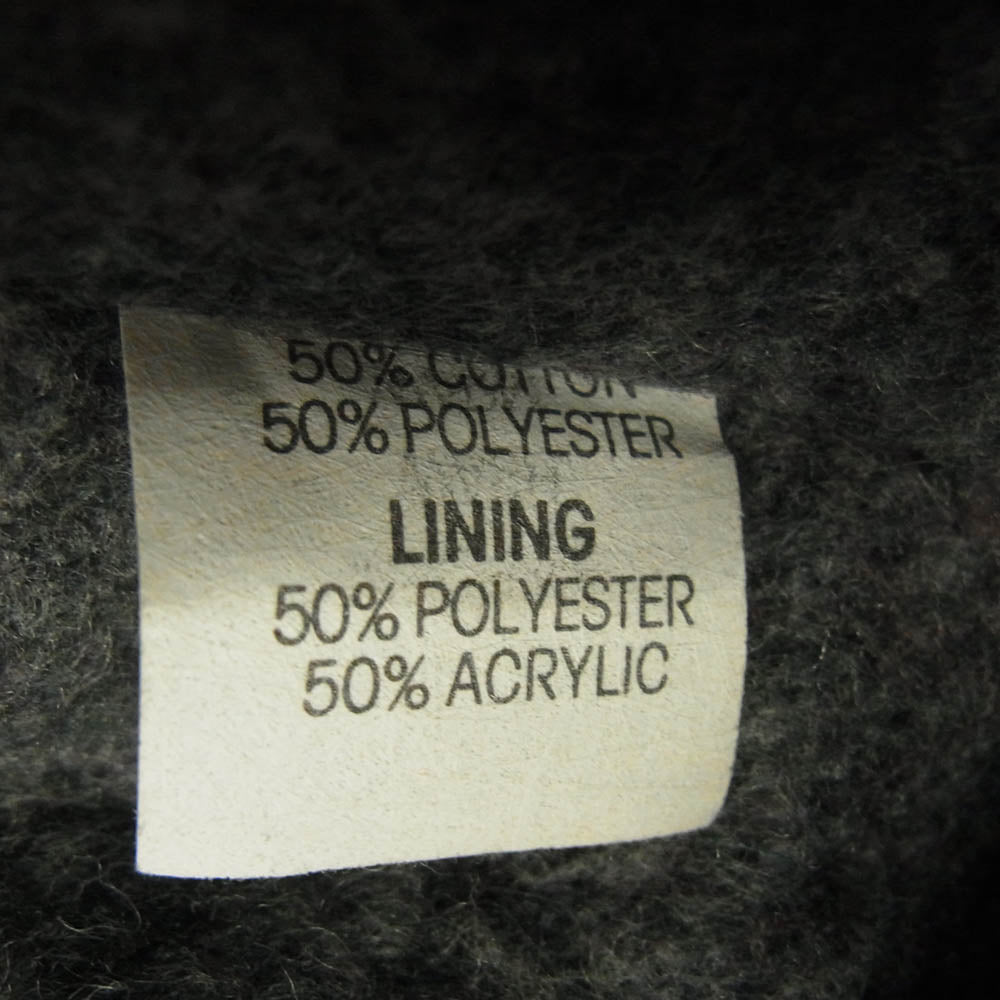 50% COTTON
50% POLYESTER
LINING
50% POLYESTER
50% ACRYLIC